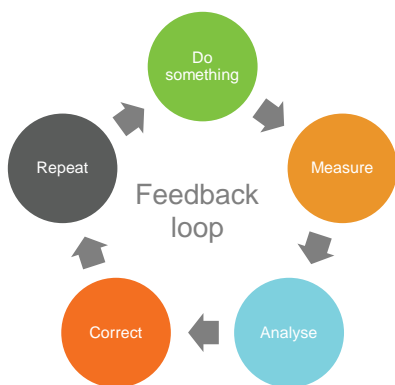 Do
something
Measure
Analyse
Correct
Repeat
Feedback
loop